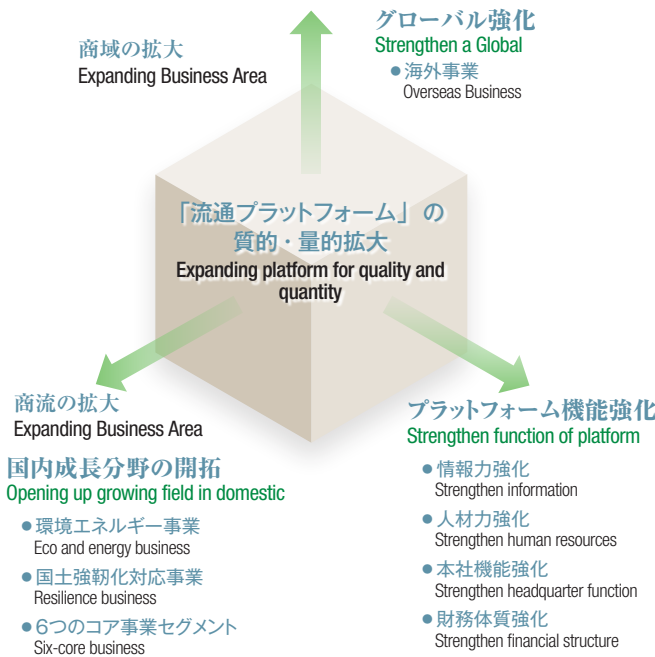 商域の拡大
Expanding Business Area
グローバル強化
Strengthen a Global
●海外事業
Overseas Business
「流通プラットフォーム」の
質的・量的拡大
Expanding platform for quality and
quantity
商流の拡大
Expanding Business Area
国内成長分野の開拓
Opening up growing field in domestic
●環境エネルギー事業
Eco and energy business
●国土強靭化対応事業
Resilience business
●6つのコア事業セグメント
Six-core business
プラットフォーム機能強化
Strengthen function of platform
●情報力強化
Strengthen information
●人材力強化
Strengthen human resources
●本社機能強化
Strengthen headquarter function
●財務体質強化
Strengthen financial structure